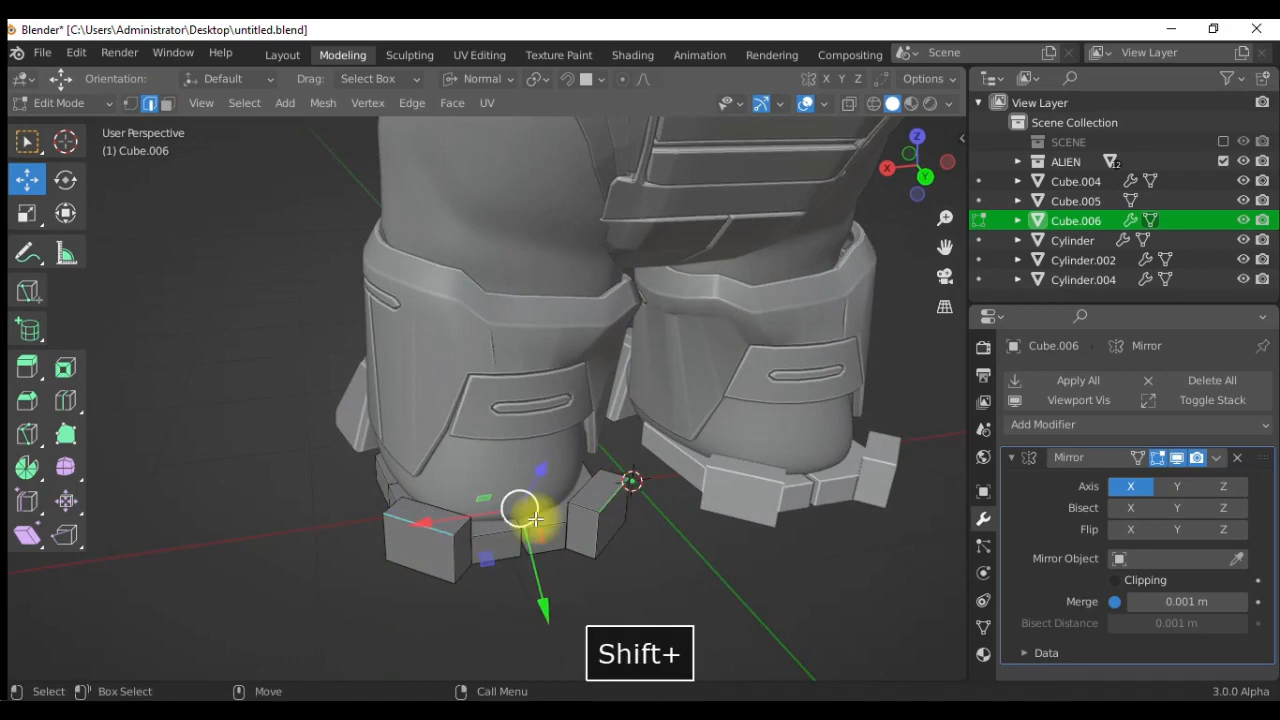 Blender* [C:\Users\Administrator\Desktop\untitled.blend]
File Edit Render Window Help Layout Modeling Sculpting UV Editing Texture Paint Shading Animation Rendering Compositing Scene View Layer
Orientation: Default Drag: Select Box Normal X Y Z Options
Edit Mode View Select Add Mesh Vertex Edge Face UV
User Perspective
(1) Cube.006
Z
X
Y
View Layer
Scene Collection
SCENE
ALIEN 12
Cube.004
Cube.005
Cube.006
Cylinder
Cylinder.002
Cylinder.004
Cube.006 Mirror
Apply All Delete All
Viewport Vis Toggle Stack
Add Modifier
Mirror
Axis X Y Z
Bisect X Y Z
Flip X Y Z
Mirror Object
Clipping
Merge 0.001 m
Bisect Distance 0.001 m
Data
Shift+
Select Box Select Move Call Menu 3.0.0 Alpha